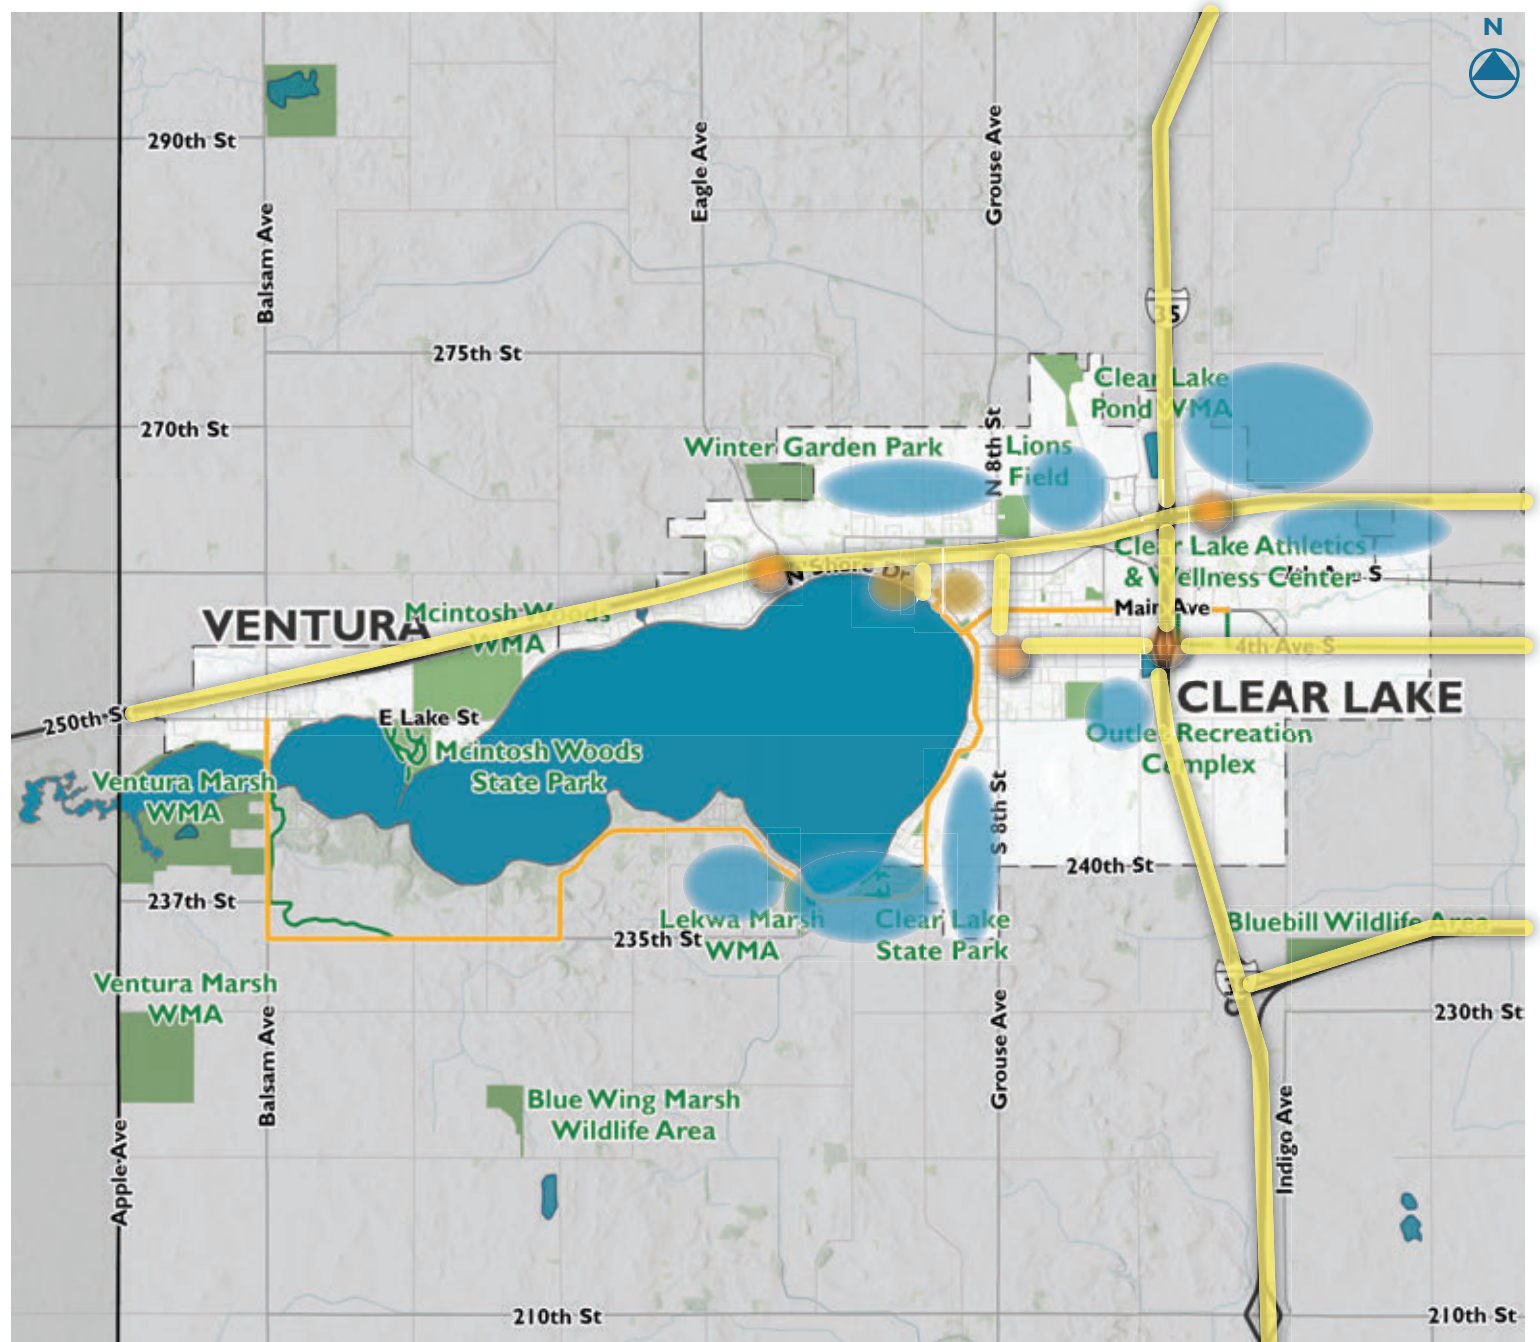 N
290th St
Eagle Ave
Grouse Ave
Balsam Ave
35
275th St
Clear Lake
Pond WMA
270th St
Winter Garden Park
N 8th St
Lions
Field
Clear Lake Athletics
& Wellness Center
N Shore Dr
S
Main Ave
VENTURA
Mcintosh Woods
WMA
4th Ave S
CLEAR LAKE
250th St
E Lake St
Outlet Recreation
Complex
Mcintosh Woods
State Park
Ventura Marsh
WMA
S 8th St
240th St
237th St
Lekwa Marsh
WMA
Clear Lake
State Park
235th St
Bluebill Wildlife Area
Ventura Marsh
WMA
230th St
Balsam Ave
Grouse Ave
Blue Wing Marsh
Wildlife Area
Apple Ave
Indigo Ave
210th St
210th St